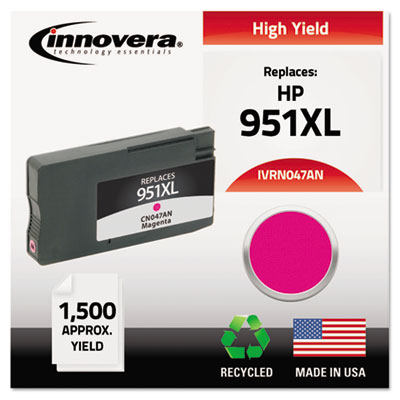 innovera
technology essentials
High Yield
Replaces:
HP
951XL
IVRN047AN
REPLACES
951XL
CN047AN
Magenta
1,500
APPROX.
YIELD
RECYCLED
MADE IN USA